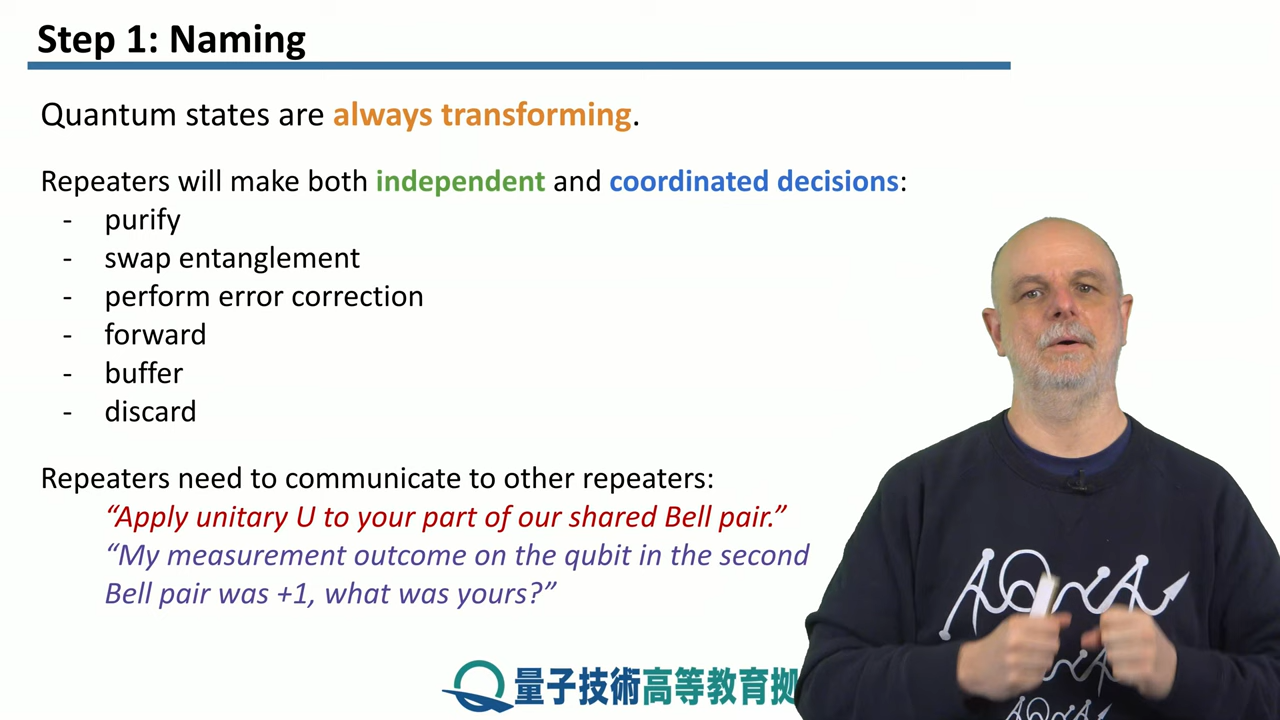 Step 1: Naming
Quantum states are always transforming.
Repeaters will make both independent and coordinated decisions:
- purify
- swap entanglement
- perform error correction
- forward
- buffer
- discard
Repeaters need to communicate to other repeaters:
“Apply unitary U to your part of our shared Bell pair.”
“My measurement outcome on the qubit in the second
Bell pair was +1, what was yours?”
量子技術高等教育拠
AQUA